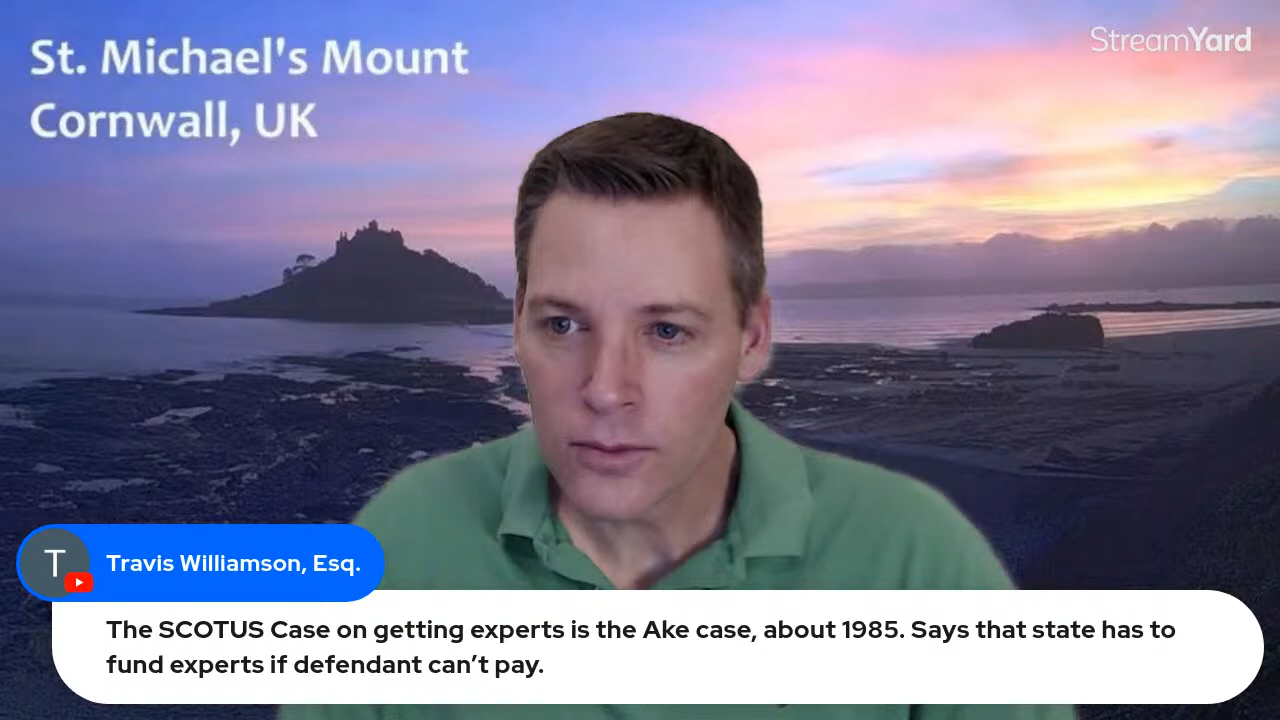 St. Michael's Mount
Cornwall, UK
StreamYard
T
Travis Williamson, Esq.
The SCOTUS Case on getting experts is the Ake case, about 1985. Says that state has to
fund experts if defendant can’t pay.